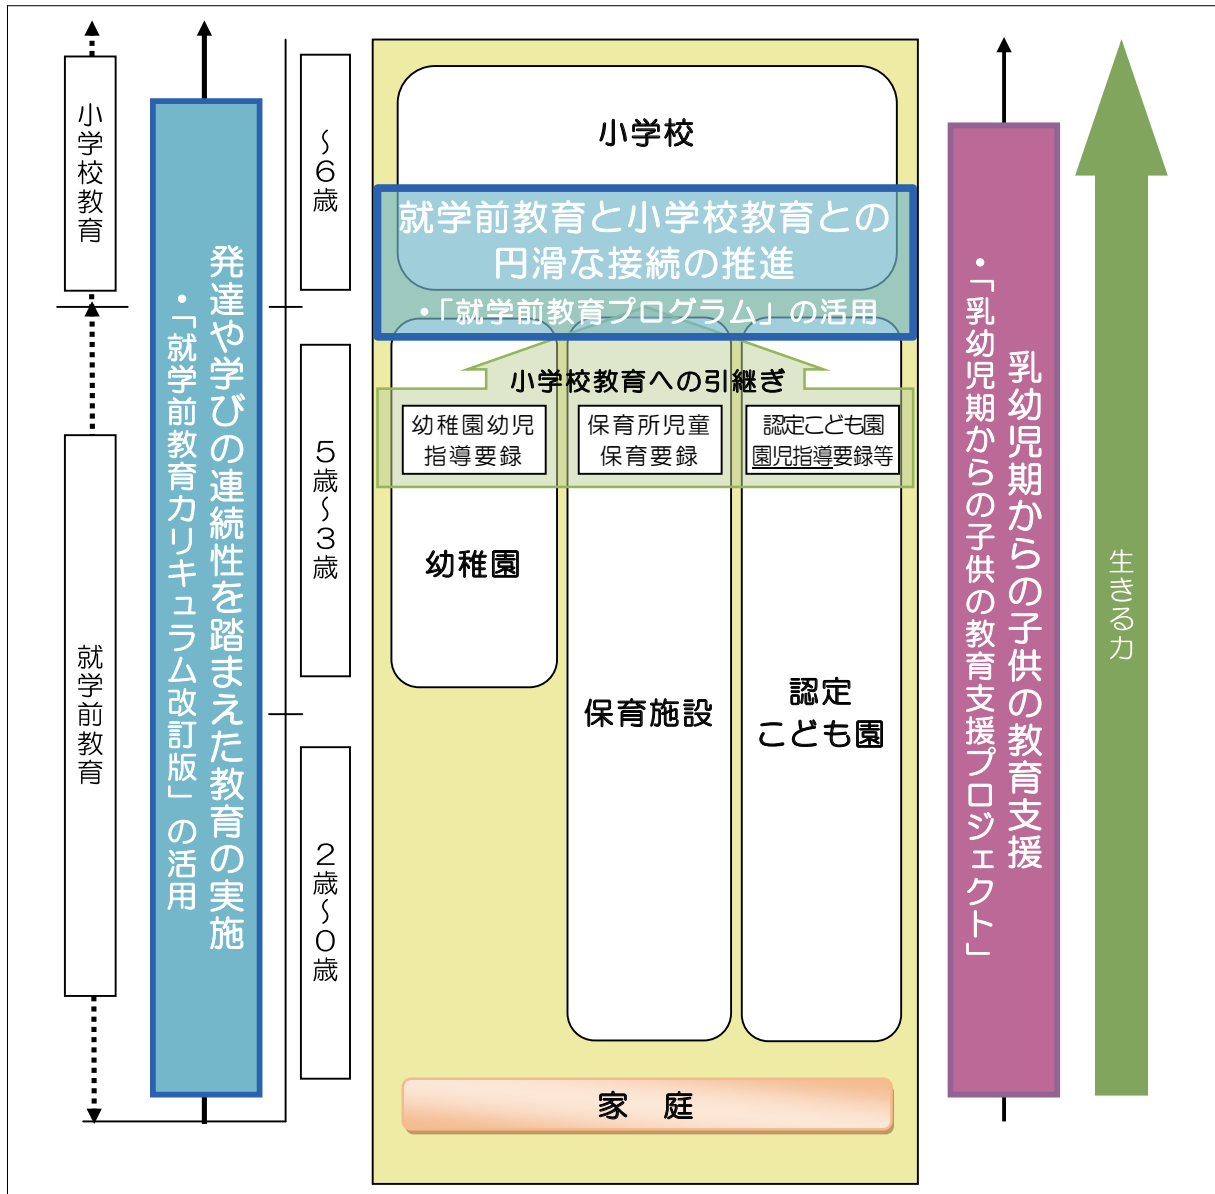 小学校教育
就学前教育
発達や学びの連続性を踏まえた教育の実施
・「就学前教育カリキュラム改訂版」の活用
～６歳
５歳～３歳
２歳～０歳
小学校
就学前教育と小学校教育との
円滑な接続の推進
・「就学前教育プログラム」の活用
小学校教育への引継ぎ
幼稚園幼児
指導要録
保育所児童
保育要録
認定こども園
園児指導要録等
幼稚園
保育施設
認定
こども園
家　庭
乳幼児期からの子供の教育支援
・「乳幼児期からの子供の教育支援プロジェクト」
生きる力